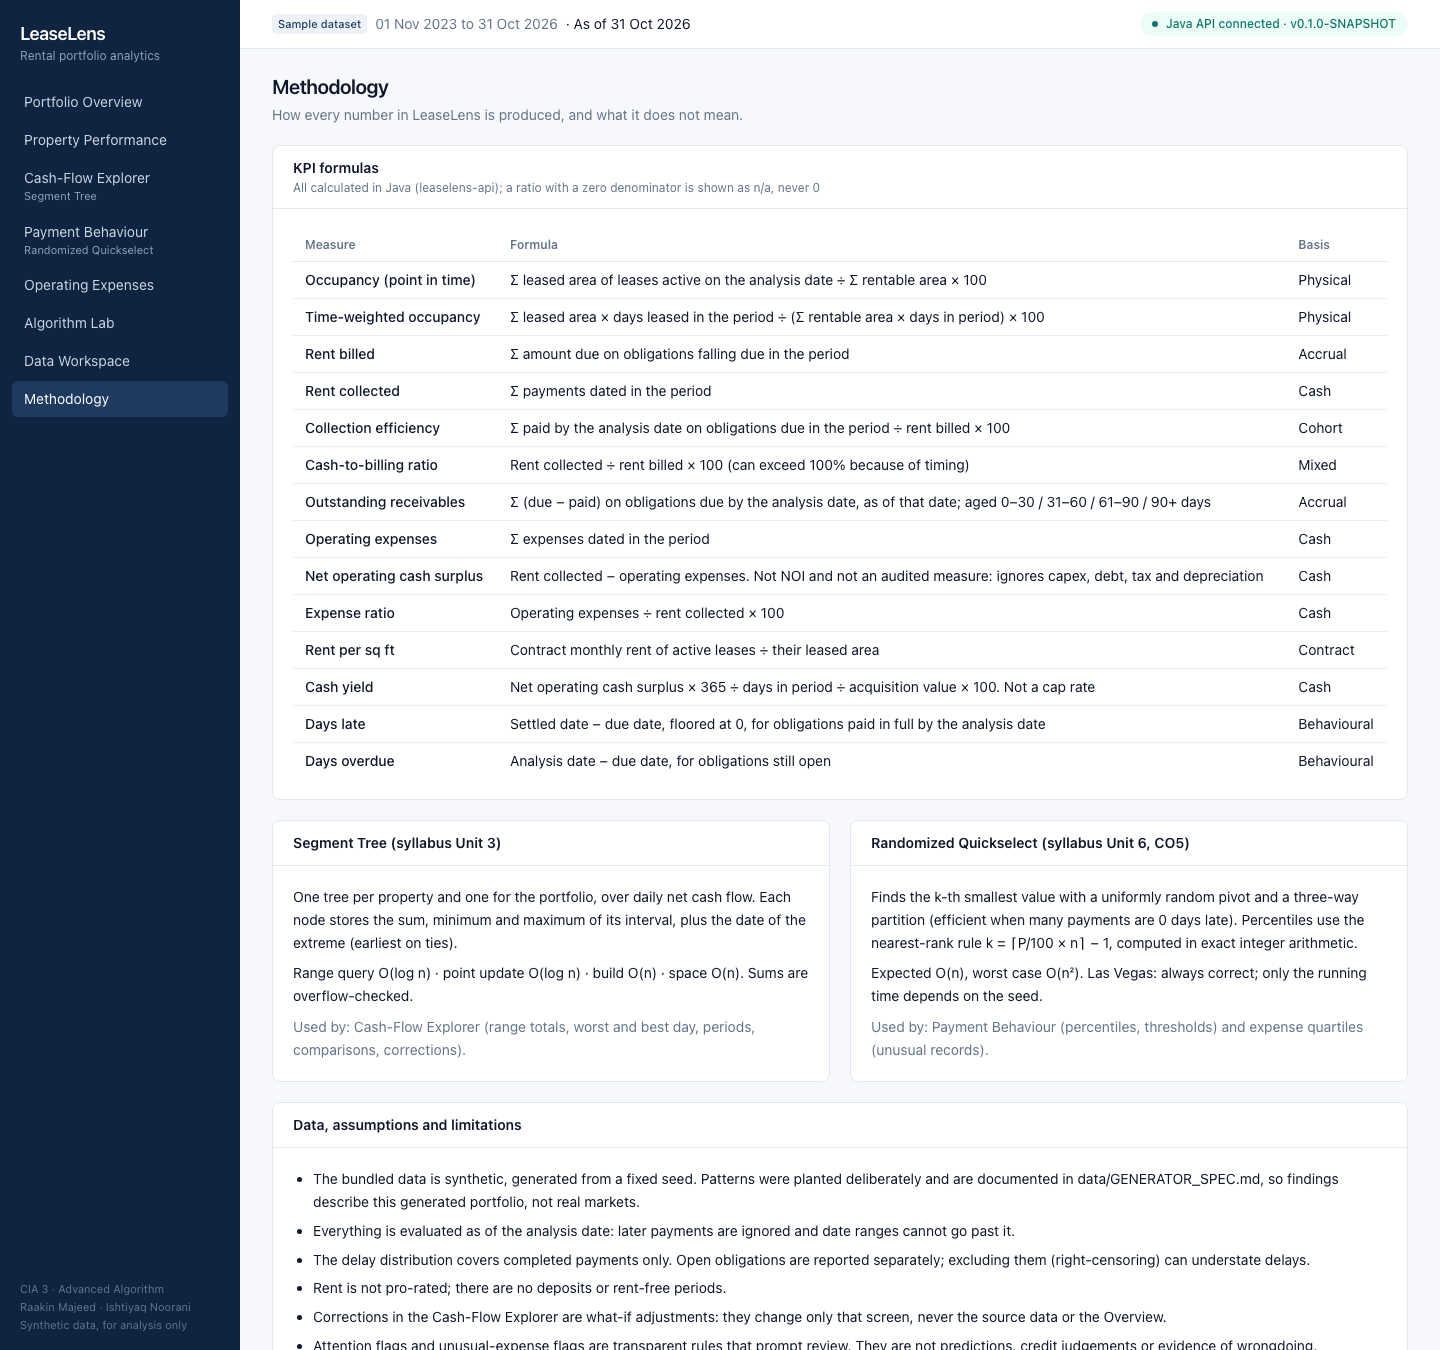 LeaseLens
Rental portfolio analytics
Portfolio Overview
Property Performance
Cash-Flow Explorer
Segment Tree
Payment Behaviour
Randomized Quickselect
Operating Expenses
Algorithm Lab
Data Workspace
Methodology
CIA 3 · Advanced Algorithm
Raakin Majeed · Ishtiyaq Noorani
Synthetic data, for analysis only
Sample dataset 01 Nov 2023 to 31 Oct 2026 · As of 31 Oct 2026
Java API connected · v0.1.0-SNAPSHOT
Methodology
How every number in LeaseLens is produced, and what it does not mean.
KPI formulas
All calculated in Java (leaselens-api); a ratio with a zero denominator is shown as n/a, never 0
Measure Formula Basis
Occupancy (point in time) Σ leased area of leases active on the analysis date ÷ Σ rentable area × 100 Physical
Time-weighted occupancy Σ leased area × days leased in the period ÷ (Σ rentable area × days in period) × 100 Physical
Rent billed Σ amount due on obligations falling due in the period Accrual
Rent collected Σ payments dated in the period Cash
Collection efficiency Σ paid by the analysis date on obligations due in the period ÷ rent billed × 100 Cohort
Cash-to-billing ratio Rent collected ÷ rent billed × 100 (can exceed 100% because of timing) Mixed
Outstanding receivables Σ (due − paid) on obligations due by the analysis date, as of that date; aged 0–30 / 31–60 / 61–90 / 90+ days Accrual
Operating expenses Σ expenses dated in the period Cash
Net operating cash surplus Rent collected − operating expenses. Not NOI and not an audited measure: ignores capex, debt, tax and depreciation Cash
Expense ratio Operating expenses ÷ rent collected × 100 Cash
Rent per sq ft Contract monthly rent of active leases ÷ their leased area Contract
Cash yield Net operating cash surplus × 365 ÷ days in period ÷ acquisition value × 100. Not a cap rate Cash
Days late Settled date − due date, floored at 0, for obligations paid in full by the analysis date Behavioural
Days overdue Analysis date − due date, for obligations still open Behavioural
Segment Tree (syllabus Unit 3)
One tree per property and one for the portfolio, over daily net cash flow. Each
node stores the sum, minimum and maximum of its interval, plus the date of the
extreme (earliest on ties).
Range query O(log n) · point update O(log n) · build O(n) · space O(n). Sums are
overflow-checked.
Used by: Cash-Flow Explorer (range totals, worst and best day, periods,
comparisons, corrections).
Randomized Quickselect (syllabus Unit 6, CO5)
Finds the k-th smallest value with a uniformly random pivot and a three-way
partition (efficient when many payments are 0 days late). Percentiles use the
nearest-rank rule k = ⌈P/100 × n⌉ − 1, computed in exact integer arithmetic.
Expected O(n), worst case O(n²). Las Vegas: always correct; only the running
time depends on the seed.
Used by: Payment Behaviour (percentiles, thresholds) and expense quartiles
(unusual records).
Data, assumptions and limitations
• The bundled data is synthetic, generated from a fixed seed. Patterns were planted deliberately and are documented in data/GENERATOR_SPEC.md, so findings
describe this generated portfolio, not real markets.
• Everything is evaluated as of the analysis date: later payments are ignored and date ranges cannot go past it.
• The delay distribution covers completed payments only. Open obligations are reported separately; excluding them (right-censoring) can understate delays.
• Rent is not pro-rated; there are no deposits or rent-free periods.
• Corrections in the Cash-Flow Explorer are what-if adjustments: they change only that screen, never the source data or the Overview.
• Attention flags and unusual-expense flags are transparent rules that prompt review. They are not predictions, credit judgements or evidence of wrongdoing.